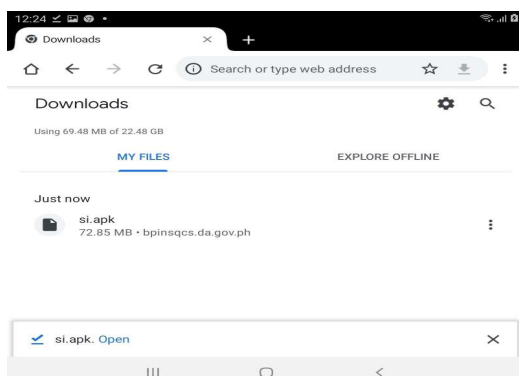 12:24
Downloads
Search or type web address
Downloads
Using 69.48 MB of 22.48 GB
MY FILES
EXPLORE OFFLINE
Just now
si.apk
72.85 MB • bpinsqcs.da.gov.ph
si.apk. Open